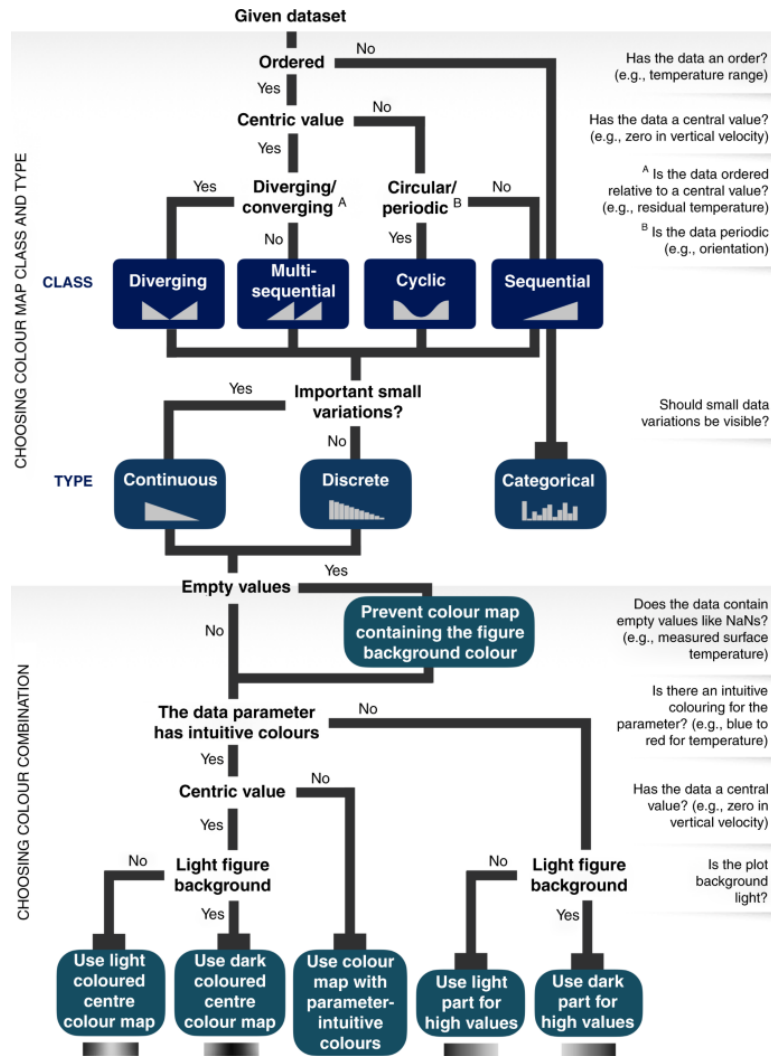 Given dataset
Ordered
No
Yes
Has the data an order?
(e.g., temperature range)
Centric value
No
Yes
Has the data a central value?
(e.g., zero in vertical velocity)
Yes
Diverging/
converging A
No
Circular/
periodic B
No
Yes
A Is the data ordered
relative to a central value?
(e.g., residual temperature)
B Is the data periodic
(e.g., orientation)
CHOOSING COLOUR MAP CLASS AND TYPE
CLASS
Diverging
Multi-
sequential
Cyclic
Sequential
Yes
Important small
variations?
No
Should small data
variations be visible?
TYPE
Continuous
Discrete
Categorical
Empty values
Yes
No
Prevent colour map
containing the figure
background colour
Does the data contain
empty values like NaNs?
(e.g., measured surface
temperature)
CHOOSING COLOUR COMBINATION
The data parameter
has intuitive colours
No
Yes
Is there an intuitive
colouring for the
parameter? (e.g., blue to
red for temperature)
Centric value
No
Yes
Has the data a central
value? (e.g., zero in
vertical velocity)
No
Light figure
background
Yes
No
Light figure
background
Yes
Is the plot
background
light?
Use light
coloured
centre
colour map
Use dark
coloured
centre
colour map
Use colour
map with
parameter-
intuitive
colours
Use light
part for
high values
Use dark
part for
high values